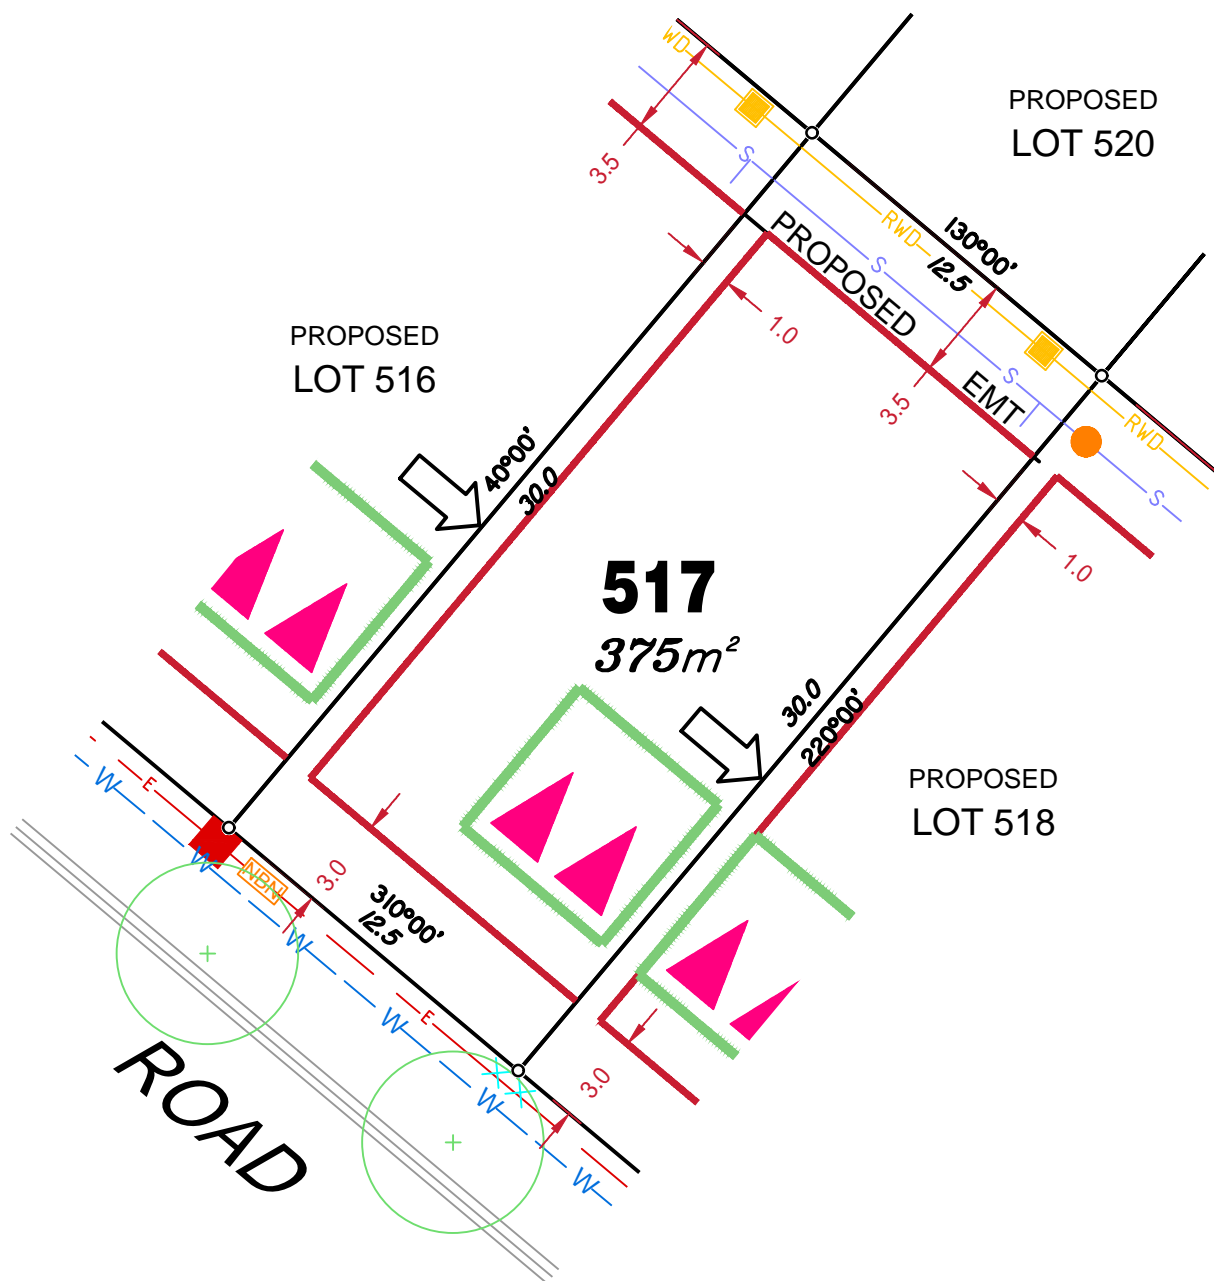 WD
PROPOSED
LOT 520
S
3.5
RWD
130°00'
12.5
PROPOSED
EMT
S
S
RWD
S
PROPOSED
LOT 516
1.0
3.5
40°00'
30.0
1.0
517
375m²
30.0
220°00'
PROPOSED
LOT 518
E
W
W
NBN
3.0
310°00'
12.5
W
E
W
W
3.0
W
ROAD